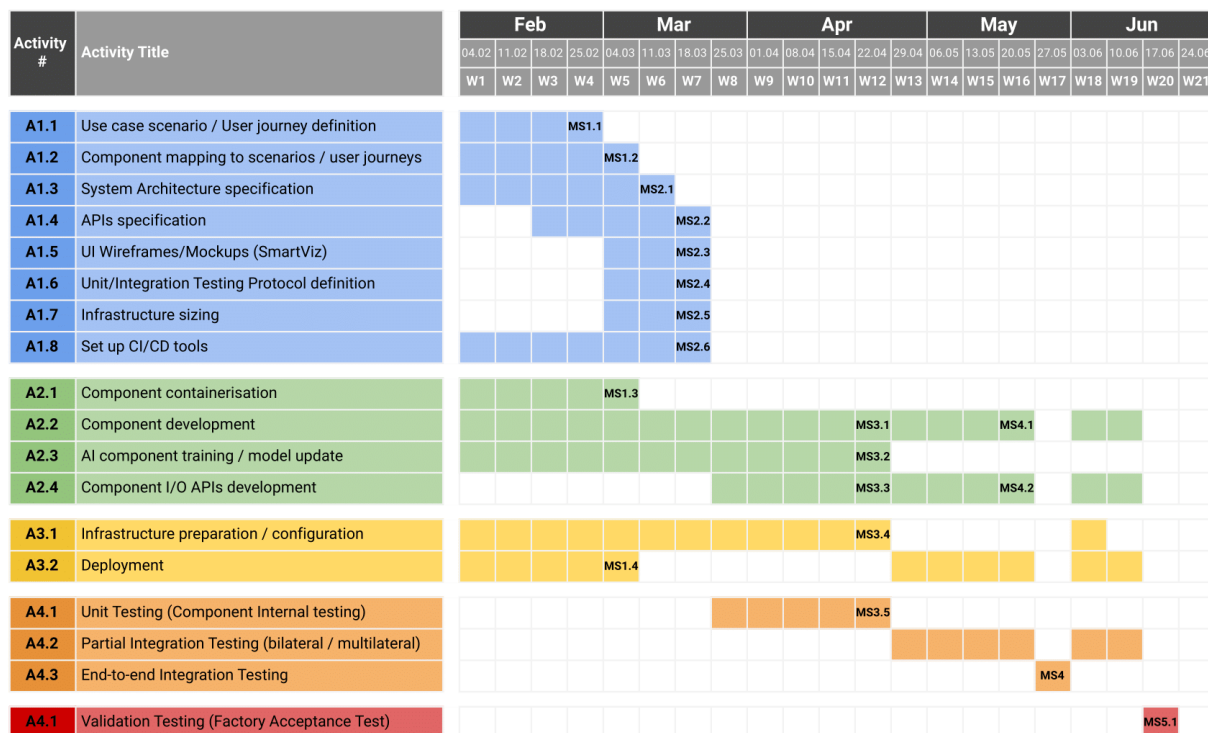 Feb Mar Apr May Jun
Activity # Activity Title
04.02 11.02 18.02 25.02 04.03 11.03 18.03 25.03 01.04 08.04 15.04 22.04 29.04 06.05 13.05 20.05 27.05 03.06 10.06 17.06 24.06
W1 W2 W3 W4 W5 W6 W7 W8 W9 W10 W11 W12 W13 W14 W15 W16 W17 W18 W19 W20 W21
A1.1 Use case scenario / User journey definition MS1.1
A1.2 Component mapping to scenarios / user journeys MS1.2
A1.3 System Architecture specification MS2.1
A1.4 APIs specification MS2.2
A1.5 UI Wireframes/Mockups (SmartViz) MS2.3
A1.6 Unit/Integration Testing Protocol definition MS2.4
A1.7 Infrastructure sizing MS2.5
A1.8 Set up CI/CD tools MS2.6
A2.1 Component containerisation MS1.3
A2.2 Component development MS3.1 MS4.1
A2.3 AI component training / model update MS3.2
A2.4 Component I/O APIs development MS3.3 MS4.2
A3.1 Infrastructure preparation / configuration MS3.4
A3.2 Deployment MS1.4
A4.1 Unit Testing (Component Internal testing) MS3.5
A4.2 Partial Integration Testing (bilateral / multilateral)
A4.3 End-to-end Integration Testing MS4
A4.1 Validation Testing (Factory Acceptance Test) MS5.1